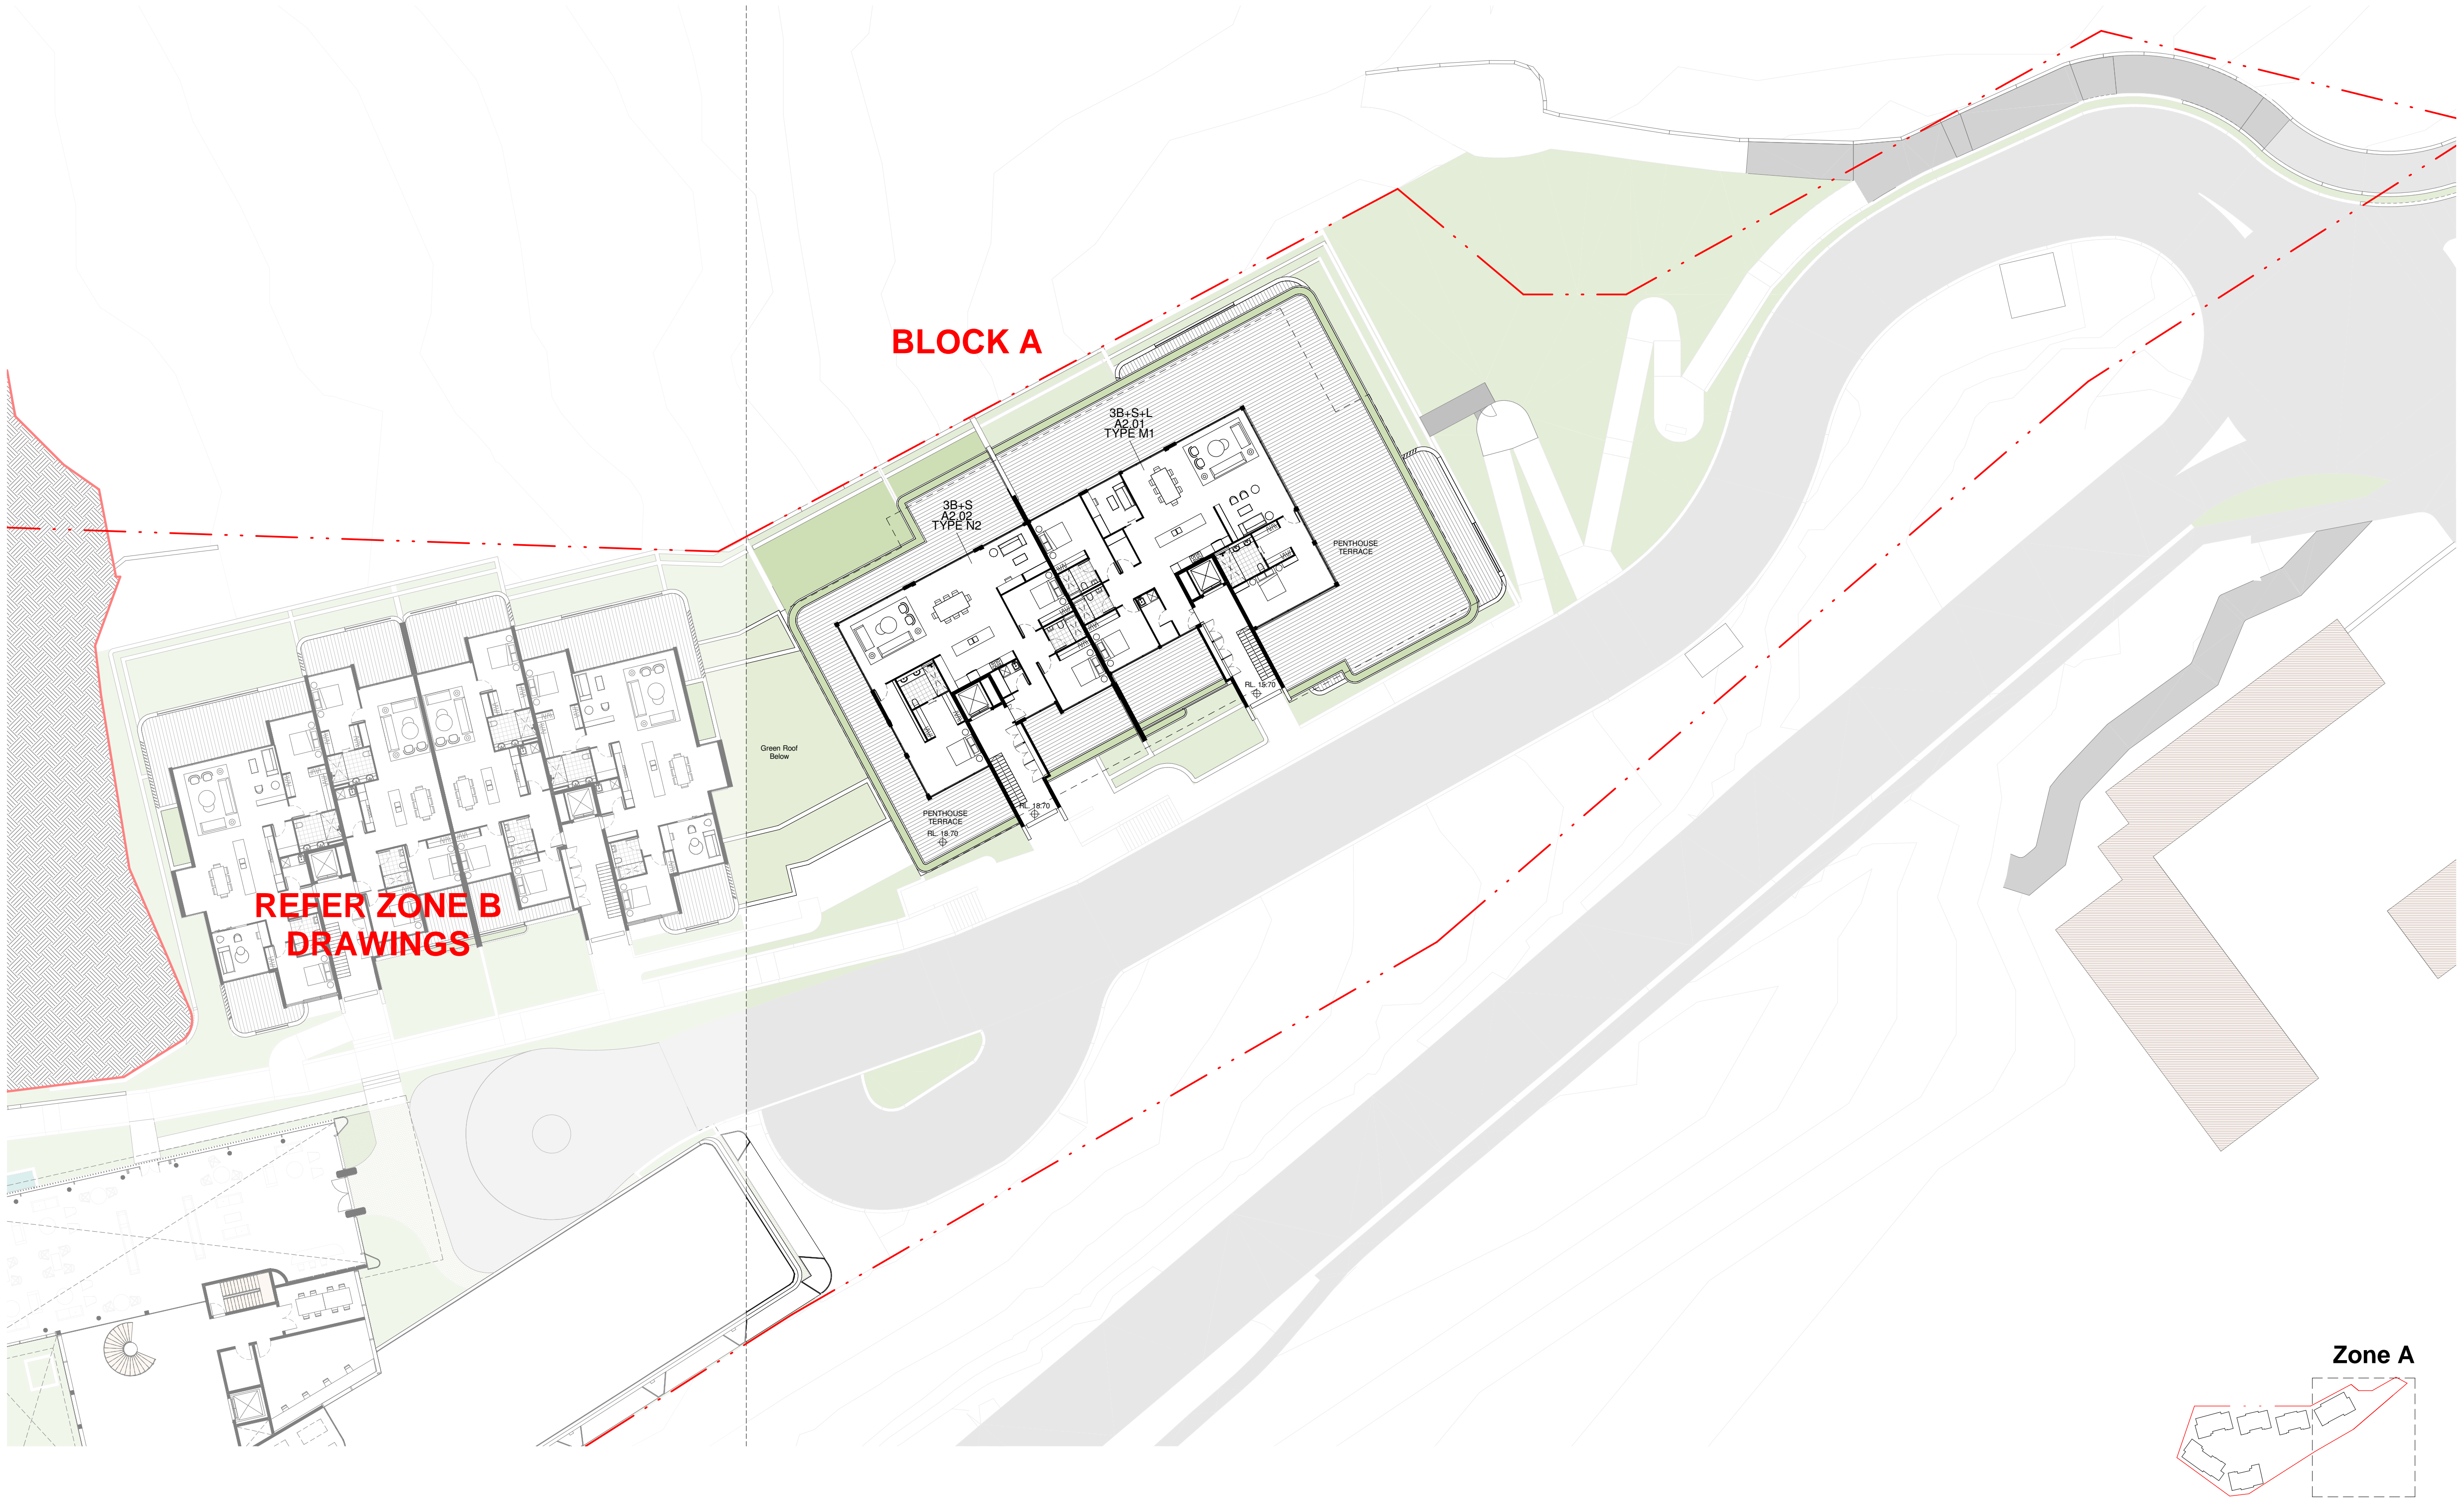 BLOCK A
3B+S+L
A2.01
TYPE M1
3B+S
A2.02
TYPE N2
PENTHOUSE
TERRACE
RL. 18.70
Green Roof
Below
RL. 18.70
PENTHOUSE
TERRACE
RL. 18.70
REFER ZONE B
DRAWINGS
Zone A